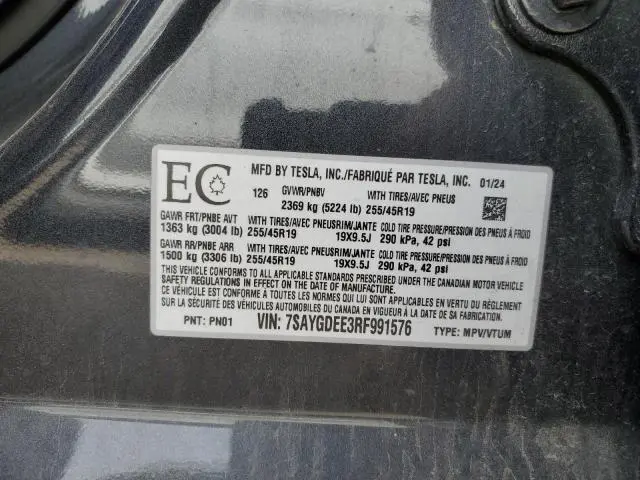 EC
MFD BY TESLA, INC./FABRIQUÉ PAR TESLA, INC. 01/24
126 GVWR/PNBV WITH TIRES/AVEC PNEUS
2369 kg (5224 lb) 255/45R19
GAWR FRT/PNBE AVT WITH TIRES/AVEC PNEUS RIM/JANTE COLD TIRE PRESSURE/PRESSION DES PNEUS À FROID
1363 kg (3004 lb) 255/45R19 19X9.5J 290 kPa, 42 psi
GAWR RR/PNBE ARR WITH TIRES/AVEC PNEUS RIM/JANTE COLD TIRE PRESSURE/PRESSION DES PNEUS À FROID
1500 kg (3306 lb) 255/45R19 19X9.5J 290 kPa, 42 psi
THIS VEHICLE CONFORMS TO ALL APPLICABLE STANDARDS PRESCRIBED UNDER THE CANADIAN MOTOR VEHICLE
SAFETY REGULATIONS IN EFFECT ON THE DATE OF MANUFACTURE
CE VÉHICULE EST CONFORME À TOUTES LES NORMES QUI LUI SONT APPLICABLES EN VERTU DU RÈGLEMENT
SUR LA SÉCURITÉ DES VÉHICULES AUTOMOBILES DU CANADA EN VIGUEUR À LA DATE DE SA FABRICATION
PNT: PN01 VIN: 7SAYGDEE3RF991576 TYPE: MPV/VTUM